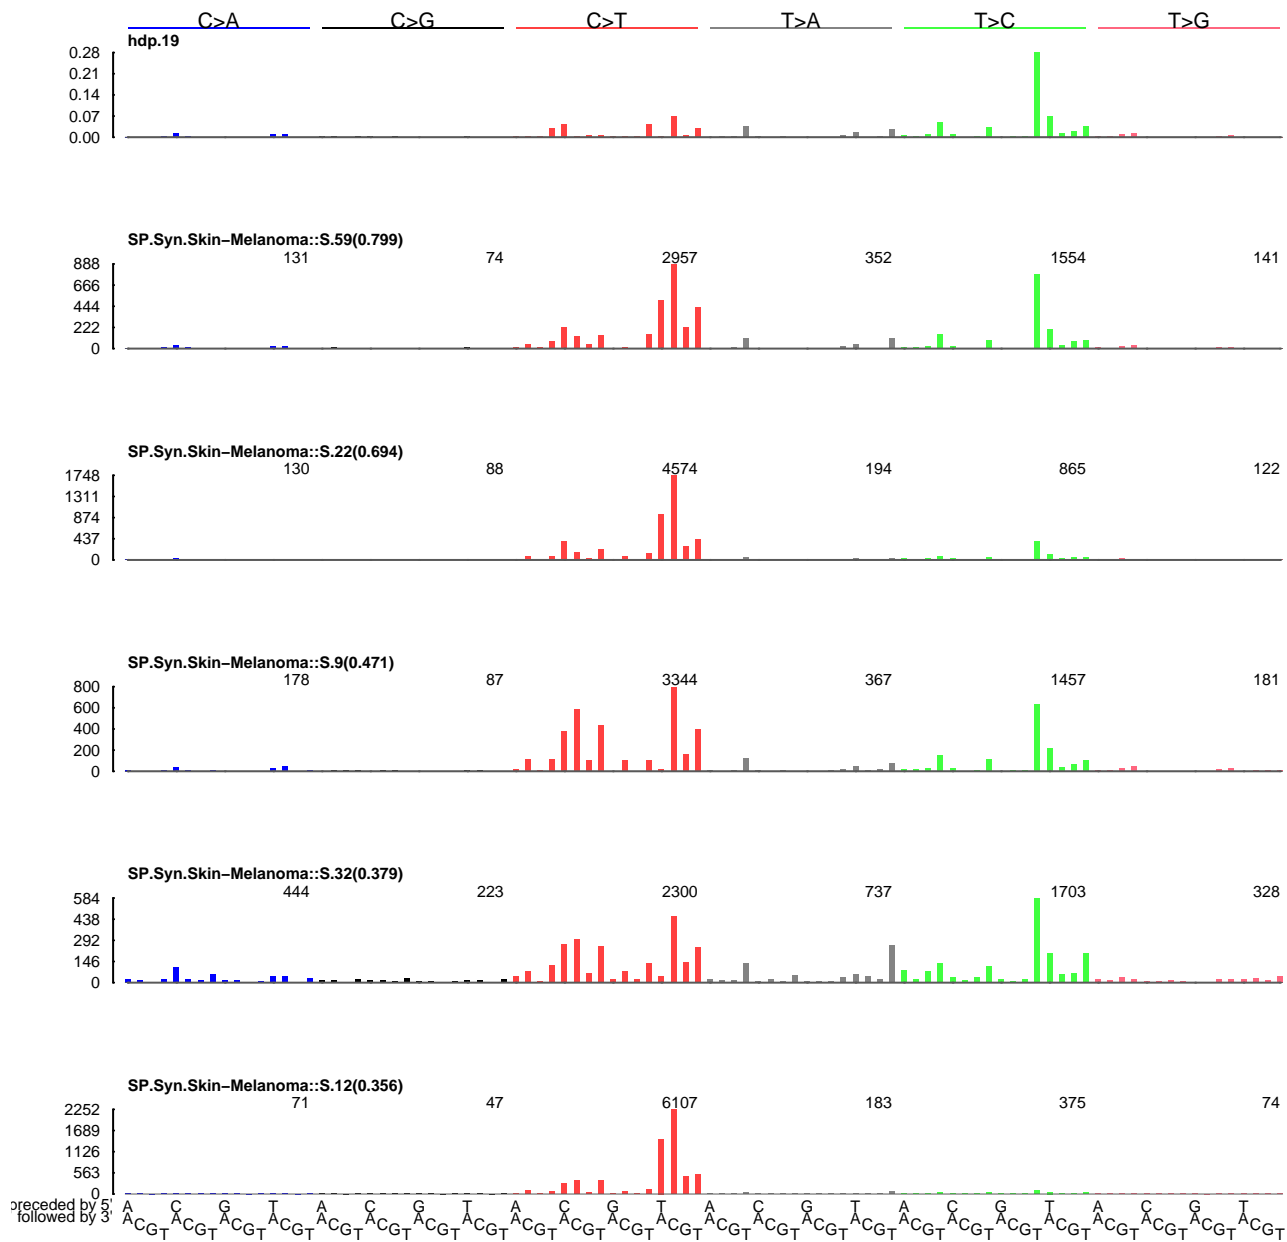 C>A C>G C>T T>A T>C T>G
hdp.19
0.28
0.21
0.14
0.07
0.00
SP.Syn.Skin−Melanoma::S.59(0.799)
131 74 2957 352 1554 141
888
666
444
222
0
SP.Syn.Skin−Melanoma::S.22(0.694)
130 88 4574 194 865 122
1748
1311
874
437
0
SP.Syn.Skin−Melanoma::S.9(0.471)
178 87 3344 367 1457 181
800
600
400
200
0
SP.Syn.Skin−Melanoma::S.32(0.379)
444 223 2300 737 1703 328
584
438
292
146
0
SP.Syn.Skin−Melanoma::S.12(0.356)
71 47 6107 183 375 74
2252
1689
1126
563
0
preceded by 5' A C G T A C G T A C G T A C G T A C G T A C G T
followed by 3' A C G T A C G T A C G T A C G T A C G T A C G T A C G T A C G T A C G T A C G T A C G T A C G T A C G T A C G T A C G T A C G T A C G T A C G T A C G T A C G T A C G T A C G T A C G T A C G T